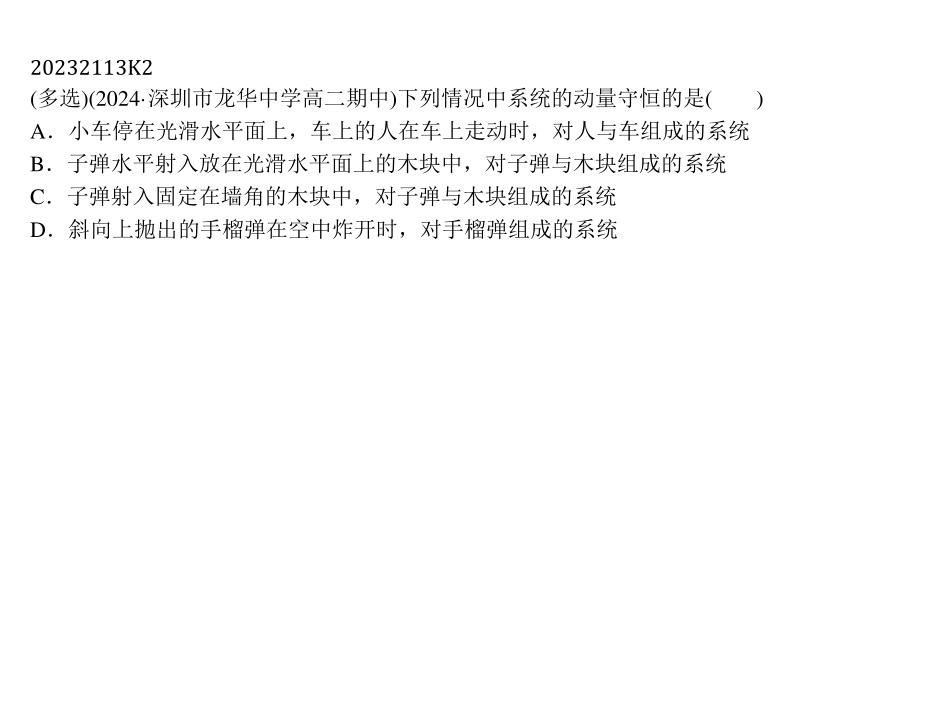 20232113K2
(多选)(2024·深圳市龙华中学高二期中)下列情况中系统的动量守恒的是(　　)
A．小车停在光滑水平面上，车上的人在车上走动时，对人与车组成的系统
B．子弹水平射入放在光滑水平面上的木块中，对子弹与木块组成的系统
C．子弹射入固定在墙角的木块中，对子弹与木块组成的系统
D．斜向上抛出的手榴弹在空中炸开时，对手榴弹组成的系统